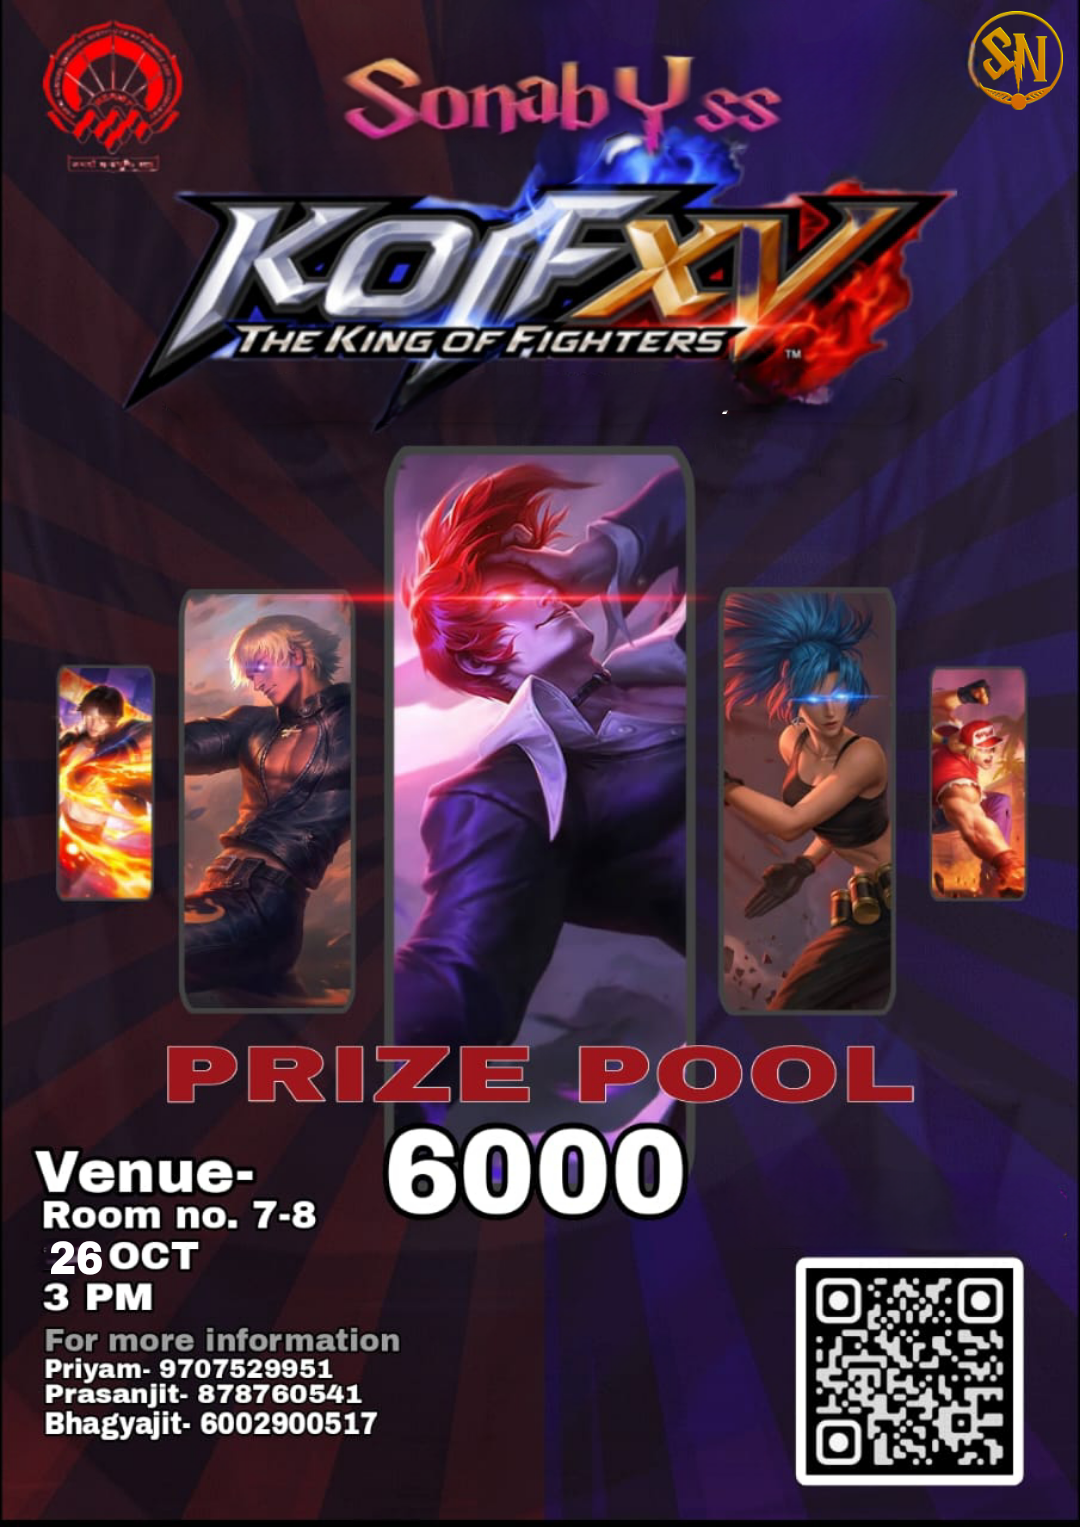 SN
SonabYss
KOFXV
THE KING OF FIGHTERS
TM
PRIZE POOL
6000
Venue-
Room no. 7-8
26 OCT
3 PM
For more information
Priyam- 9707529951
Prasanjit- 878760541
Bhagyajit- 6002900517